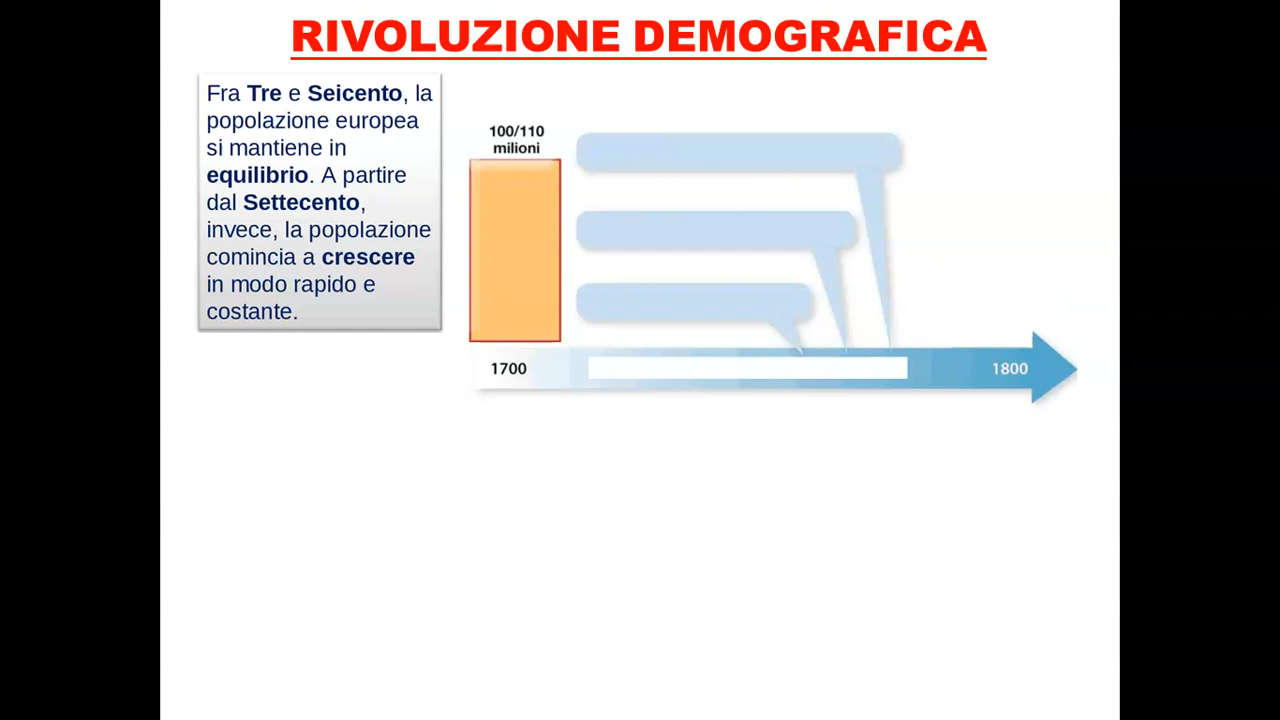 RIVOLUZIONE DEMOGRAFICA
Fra Tre e Seicento, la
popolazione europea
si mantiene in
equilibrio. A partire
dal Settecento,
invece, la popolazione
comincia a crescere
in modo rapido e
costante.
100/110
milioni
1700
1800